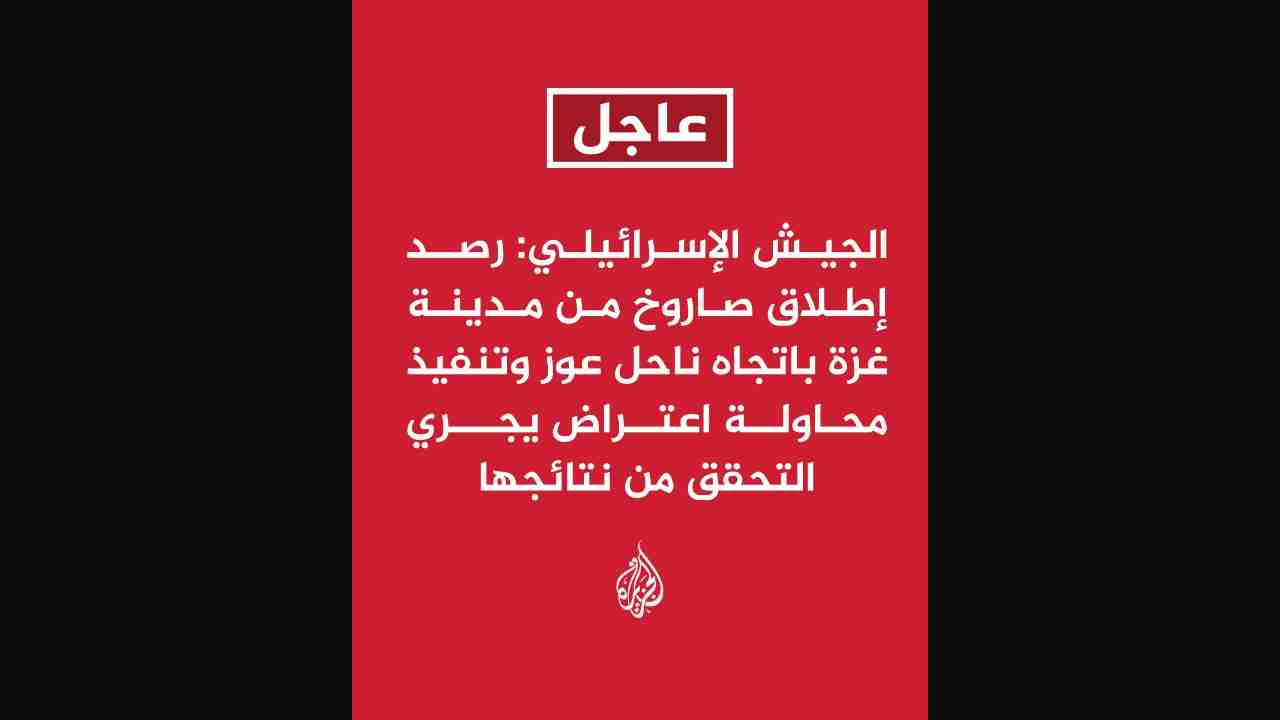 عاجل
الجيش الإسرائيلي: رصد
إطلاق صاروخ من مدينة
غزة باتجاه ناحل عوز وتنفيذ
محاولة اعتراض يجري
التحقق من نتائجها
الجزيرة